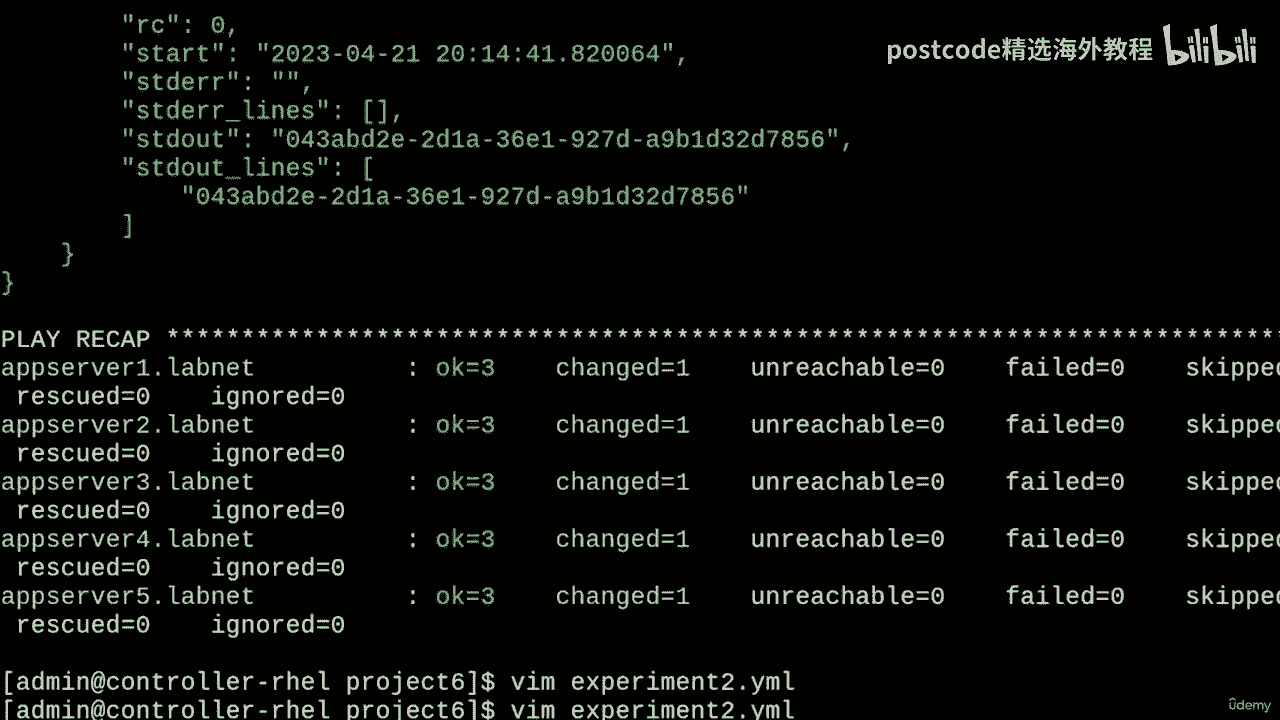 "rc": 0,
"start": "2023-04-21 20:14:41.820064",
"stderr": "",
"stderr_lines": [],
"stdout": "043abd2e-2d1a-36e1-927d-a9b1d32d7856",
"stdout_lines": [
"043abd2e-2d1a-36e1-927d-a9b1d32d7856"
]
}
}
postcode精选海外教程 bilibili
PLAY RECAP ***************************************************************************
appserver1.labnet : ok=3 changed=1 unreachable=0 failed=0 skipped
rescued=0 ignored=0
appserver2.labnet : ok=3 changed=1 unreachable=0 failed=0 skipped
rescued=0 ignored=0
appserver3.labnet : ok=3 changed=1 unreachable=0 failed=0 skipped
rescued=0 ignored=0
appserver4.labnet : ok=3 changed=1 unreachable=0 failed=0 skipped
rescued=0 ignored=0
appserver5.labnet : ok=3 changed=1 unreachable=0 failed=0 skipped
rescued=0 ignored=0
[admin@controller-rhel project6]$ vim experiment2.yml
[admin@controller-rhel project6]$ vim experiment2.yml
ûdemy